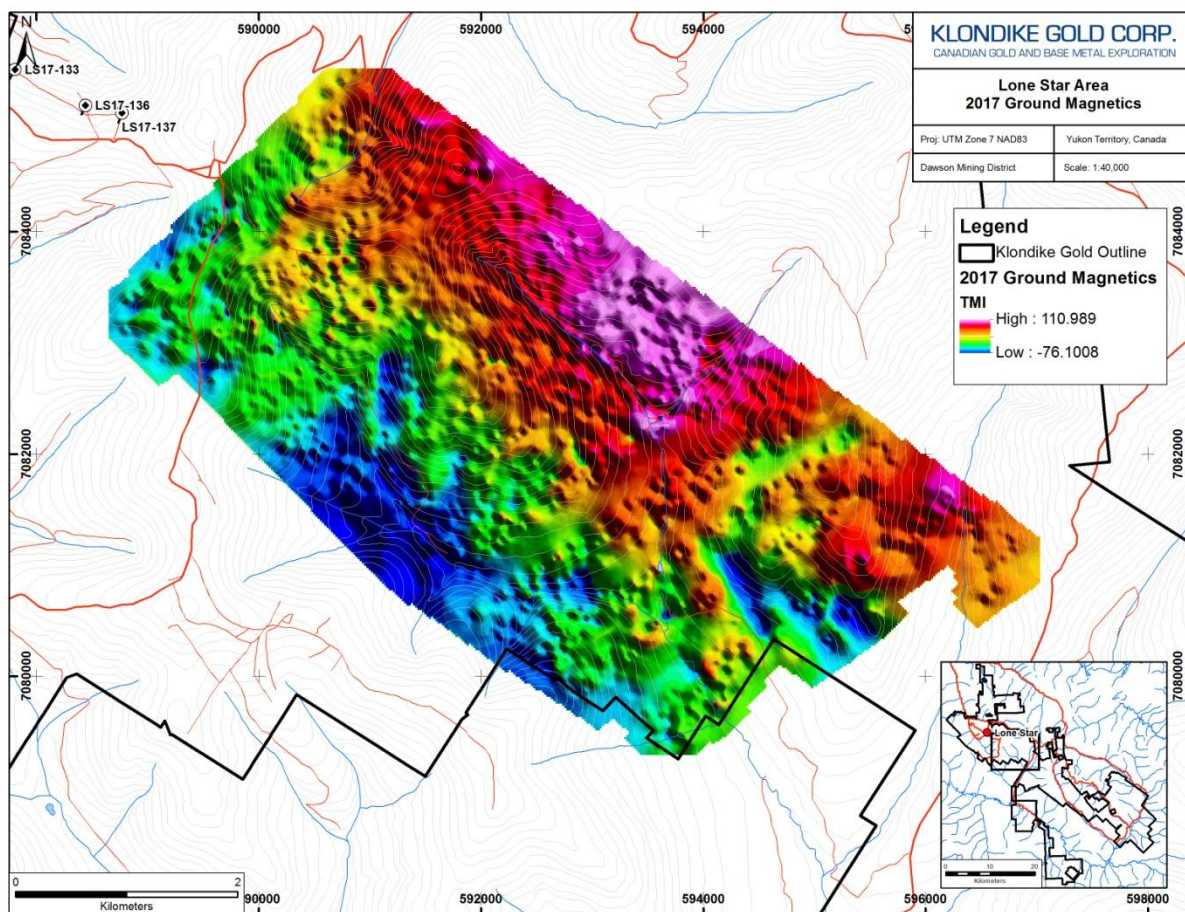 590000
592000
594000
59
KLONDIKE GOLD CORP.
CANADIAN GOLD AND BASE METAL EXPLORATION
Lone Star Area
2017 Ground Magnetics
Proj: UTM Zone 7 NAD83
Yukon Territory, Canada
Dawson Mining District
Scale: 1:40,000
N
LS17-133
LS17-136
LS17-137
7084000
7084000
Legend
Klondike Gold Outline
2017 Ground Magnetics
TMI
High : 110.989
Low : -76.1008
7082000
7082000
7080000
7080000
Lone Star
0 10 20
Kilometers
0 2
Kilometers
90000
592000
594000
596000
598000